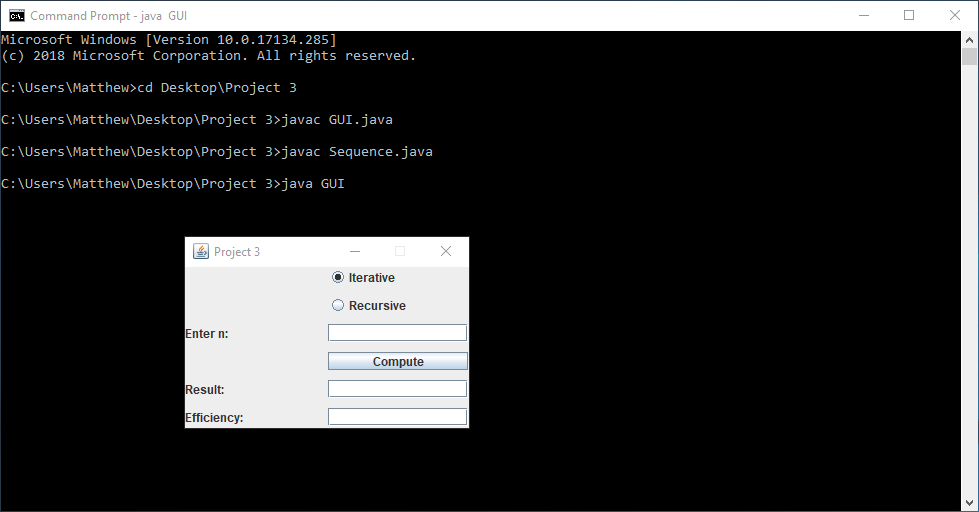 Command Prompt - java  GUI
Microsoft Windows [Version 10.0.17134.285]
(c) 2018 Microsoft Corporation. All rights reserved.
C:\Users\Matthew>cd Desktop\Project 3
C:\Users\Matthew\Desktop\Project 3>javac GUI.java
C:\Users\Matthew\Desktop\Project 3>javac Sequence.java
C:\Users\Matthew\Desktop\Project 3>java GUI
Project 3
Iterative
Recursive
Enter n:
Compute
Result:
Efficiency: